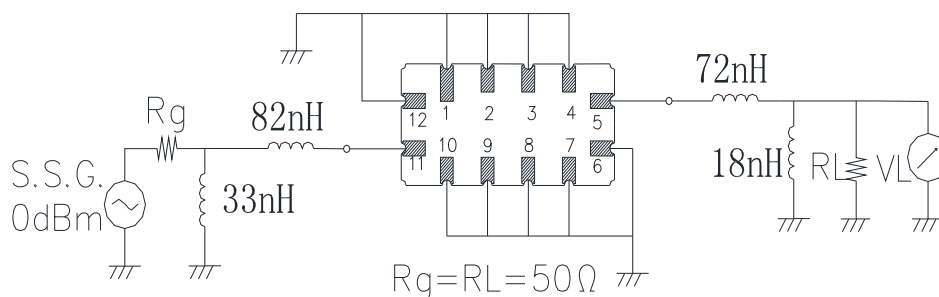 72nH
Rg
82nH
1 2 3 4
12
5
10 9 8 7
11
6
S.S.G.
0dBm
33nH
18nH
RL
VL
Rg=RL=50Ω